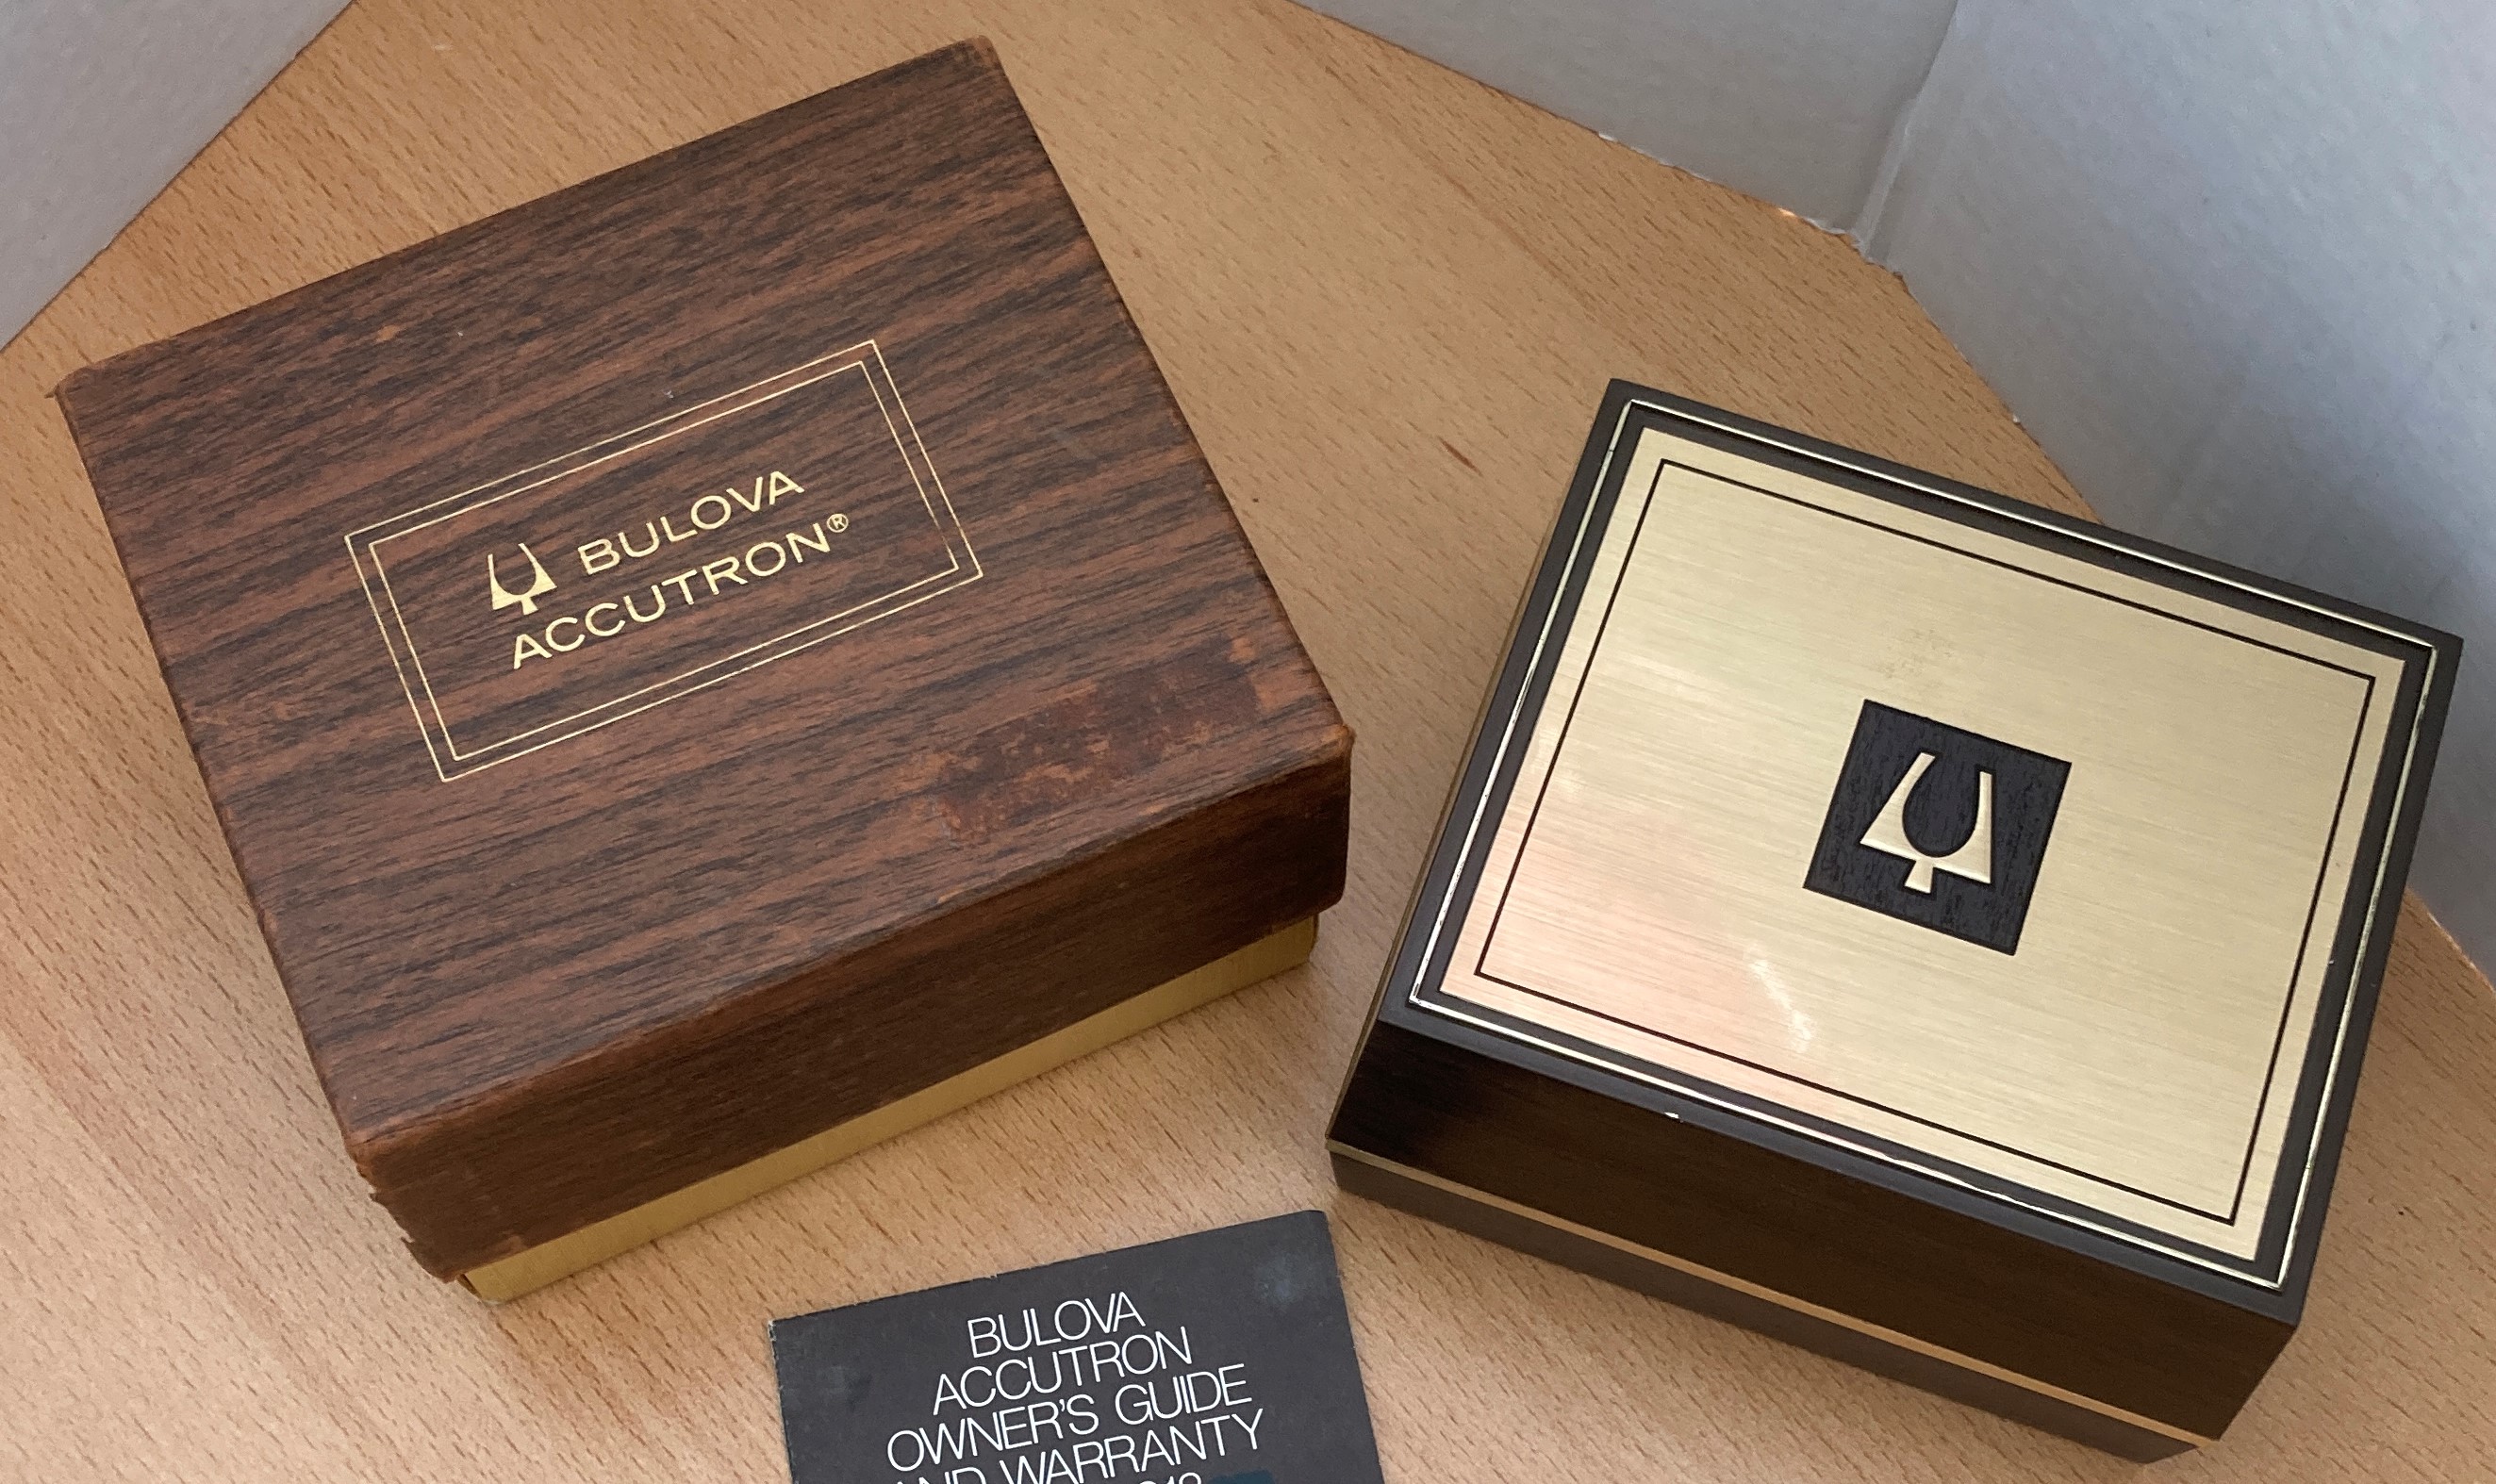 BULOVA
ACCUTRON®
BULOVA
ACCUTRON
OWNER'S GUIDE
AND WARRANTY